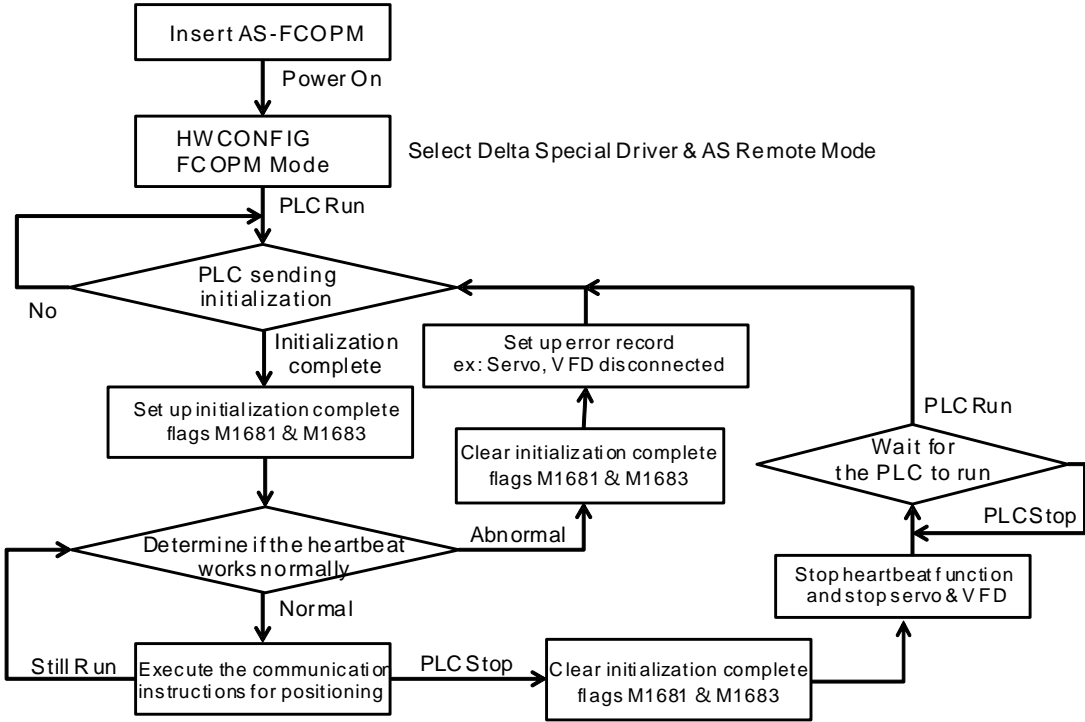 Insert AS-FCOPM
Power On
HWCONFIG
FCOPM Mode
Select Delta Special Driver & AS Remote Mode
PLC Run
PLC sending
initialization
No
Initialization
complete
Set up error record
ex: Servo, VFD disconnected
Set up initialization complete
flags M1681 & M1683
PLC Run
Clear initialization complete
flags M1681 & M1683
Wait for
the PLC to run
PLC Stop
Determine if the heartbeat
works normally
Abnormal
Stop heartbeat function
and stop servo & VFD
Normal
Still Run
Execute the communication
instructions for positioning
PLC Stop
Clear initialization complete
flags M1681 & M1683